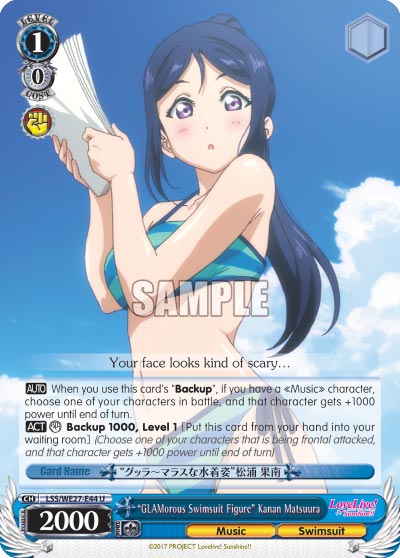 LEVEL
1
0
COST
SAMPLE
Your face looks kind of scary…
AUTO When you use this card's "Backup", if you have a «Music» character,
choose one of your characters in battle, and that character gets +1000
power until end of turn.
ACT Backup 1000, Level 1 [Put this card from your hand into your
waiting room] (Choose one of your characters that is being frontal attacked,
and that character gets +1000 power until end of turn.)
Card Name
“グッラ～マラスな水着姿”松浦 果南
CH LSS/WE27-E44 U
"GLAMorous Swimsuit Figure" Kanan Matsuura
LoveLive!
Sunshine!!
2000
Music
Swimsuit
©2017 PROJECT Lovelive! Sunshine!!